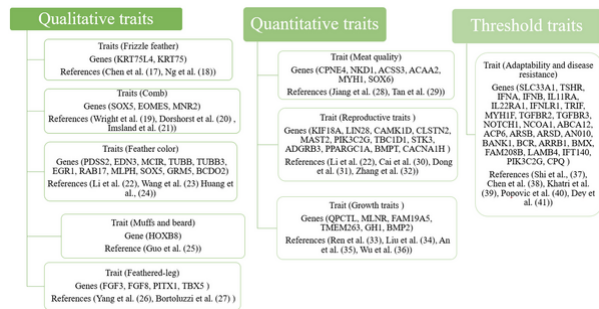 Qualitative traits
Traits (Frizzle feather)
Genes (KRT75L4, KRT75)
References (Chen et al. (17), Ng et al. (18))
Traits (Comb)
Genes (SOX5, EOMES, MNR2)
References (Wright et al. (19), Dorshorst et al. (20) ,
Imsland et al. (21))
Traits (Feather color)
Genes (PDSS2, EDN3, MCIR, TUBB, TUBB3,
EGR1, RAB17, MLPH, SOX5, GRM5, BCDO2)
References (Li et al. (22), Wang et al. (23) Huang et
al., (24))
Trait (Muffs and beard)
Gene (HOXB8)
Reference (Guo et al. (25))
Trait (Feathered-leg)
Genes (FGF3, FGF8, PITX1, TBX5 )
References (Yang et al. (26), Bortoluzzi et al. (27) )
Quantitative traits
Trait (Meat quality)
Genes (CPNE4, NKD1, ACSS3, ACAA2,
MYH1, SOX6)
References (Jiang et al. (28), Tan et al. (29))
Trait (Reproductive traits )
Genes (KIF18A, LIN28, CAMK1D, CLSTN2,
MAST2, PIK3C2G, TBC1D1, STK3,
ADGRB3, PPARGC1A, BMPT, CACNA1H )
References (Li et al. (22), Cai et al. (30), Dong
et al. (31), Zhang et al. (32))
Trait (Growth traits )
Genes (QPCTL, MLNR, FAM19A5,
TMEM263, GH1, BMP2)
References (Ren et al. (33), Liu et al. (34), An
et al. (35), Wu et al. (36))
Threshold traits
Trait (Adaptability and disease
resistance)
Genes (SLC33A1, TSHR,
IFNA, IFNB, IL11RA,
IL22RA1, IFNLR1, TRIF,
MYH1F, TGFBR2, TGFBR3,
NOTCH1, NCOA1, ABCA12,
ACP6, ARSB, ARSD, AN010,
BANK1, BCR, ARRB1, BMX,
FAM208B, LAMB4, IFT140,
PIK3C2G, CPQ )
References (Shi et al., (37),
Chen et al. (38), Khatri et al.
(39), Popovic et al. (40), Dev et
al. (41))